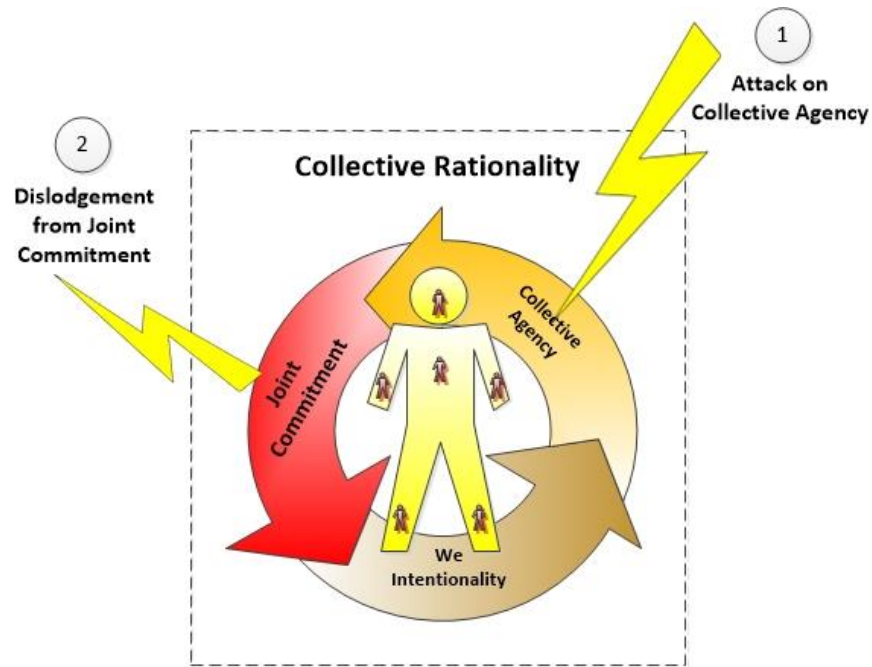 1
Attack on
Collective Agency
2
Dislodgement
from Joint
Commitment
Collective Rationality
Collective
Agency
Joint
Commitment
We
Intentionality